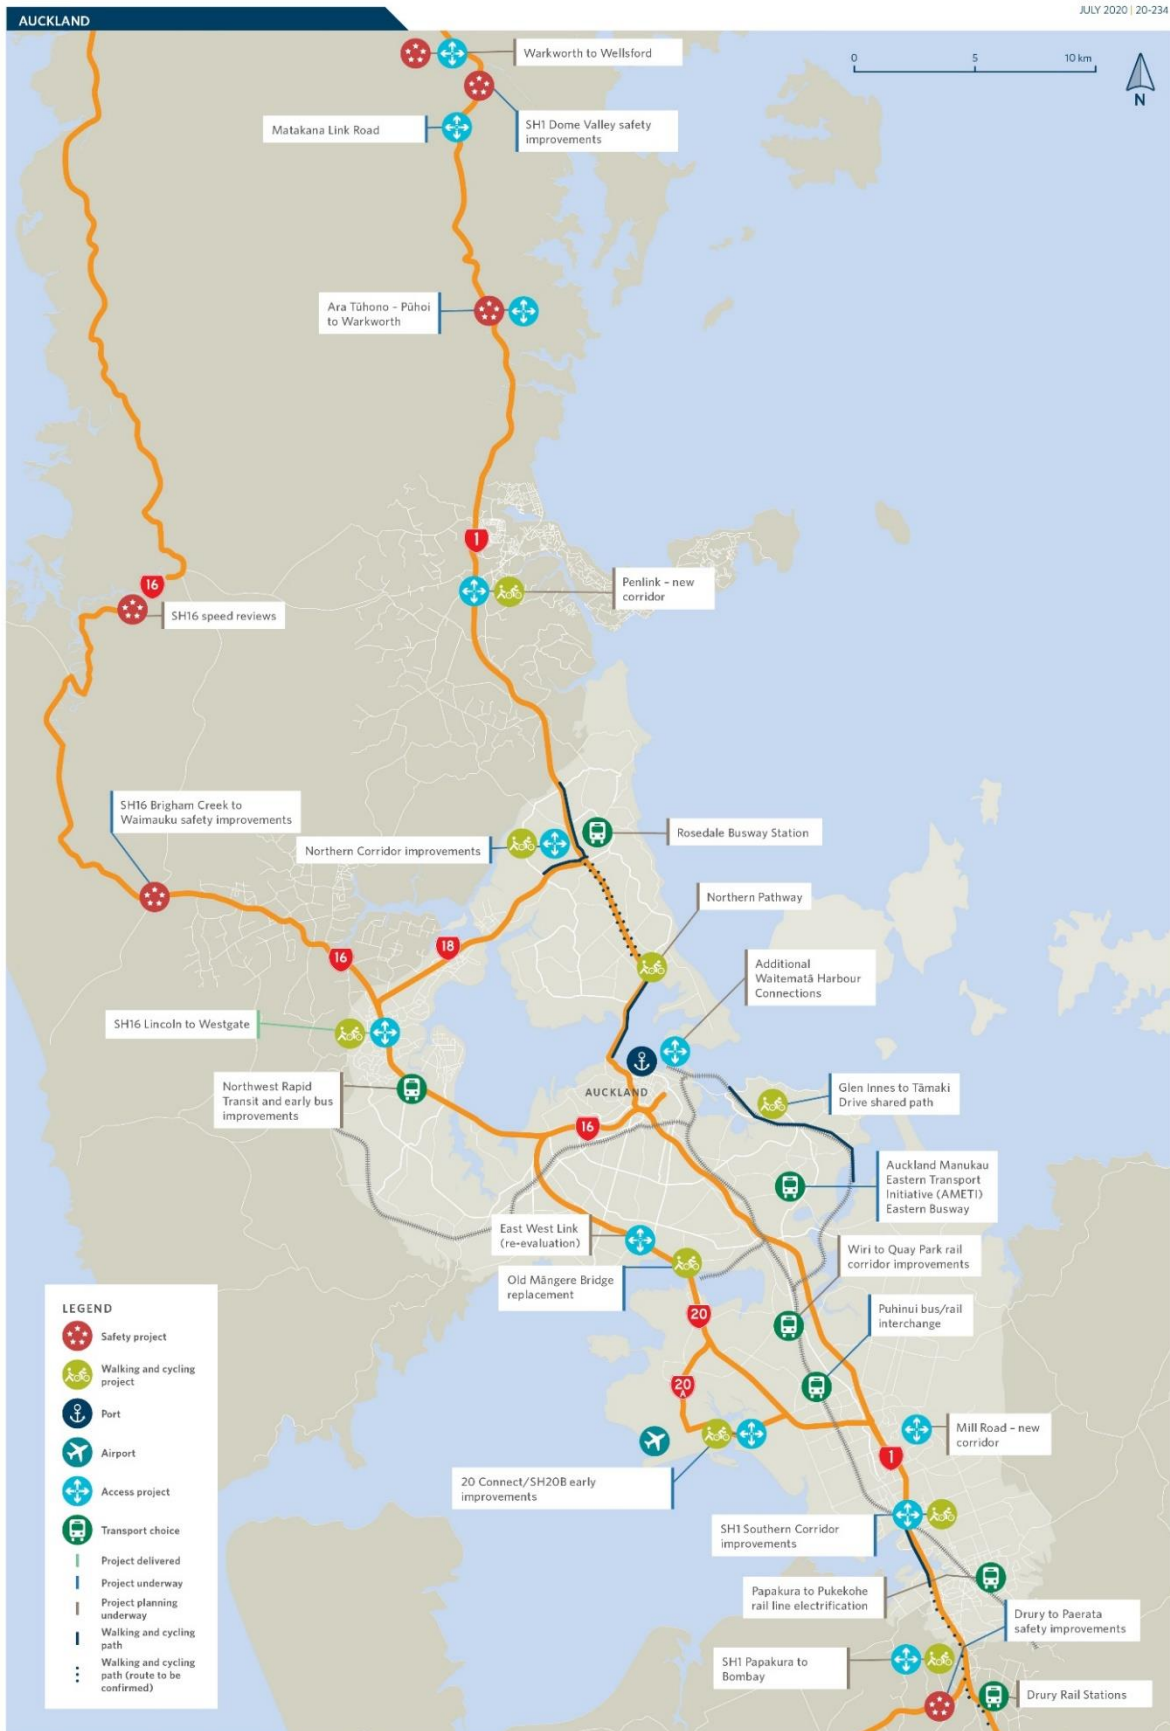 AUCKLAND
JULY 2020 | 20-234
0 5 10 km
N
Warkworth to Wellsford
SH1 Dome Valley safety
improvements
Matakana Link Road
Ara Tūhono – Pūhoi
to Warkworth
1
Penlink – new
corridor
16
SH16 speed reviews
SH16 Brigham Creek to
Waimauku safety improvements
Northern Corridor improvements
Rosedale Busway Station
Northern Pathway
18
16
Additional
Waitematā Harbour
Connections
SH16 Lincoln to Westgate
Northwest Rapid
Transit and early bus
improvements
AUCKLAND
Glen Innes to Tāmaki
Drive shared path
16
Auckland Manukau
Eastern Transport
Initiative (AMETI)
Eastern Busway
East West Link
(re-evaluation)
Wiri to Quay Park rail
corridor improvements
Old Māngere Bridge
replacement
Puhinui bus/rail
interchange
20
20
A
Mill Road – new
corridor
1
20 Connect/SH20B early
improvements
SH1 Southern Corridor
improvements
Papakura to Pukekohe
rail line electrification
Drury to Paerata
safety improvements
SH1 Papakura to
Bombay
Drury Rail Stations
LEGEND
Safety project
Walking and cycling
project
Port
Airport
Access project
Transport choice
Project delivered
Project underway
Project planning
underway
Walking and cycling
path
Walking and cycling
path (route to be
confirmed)